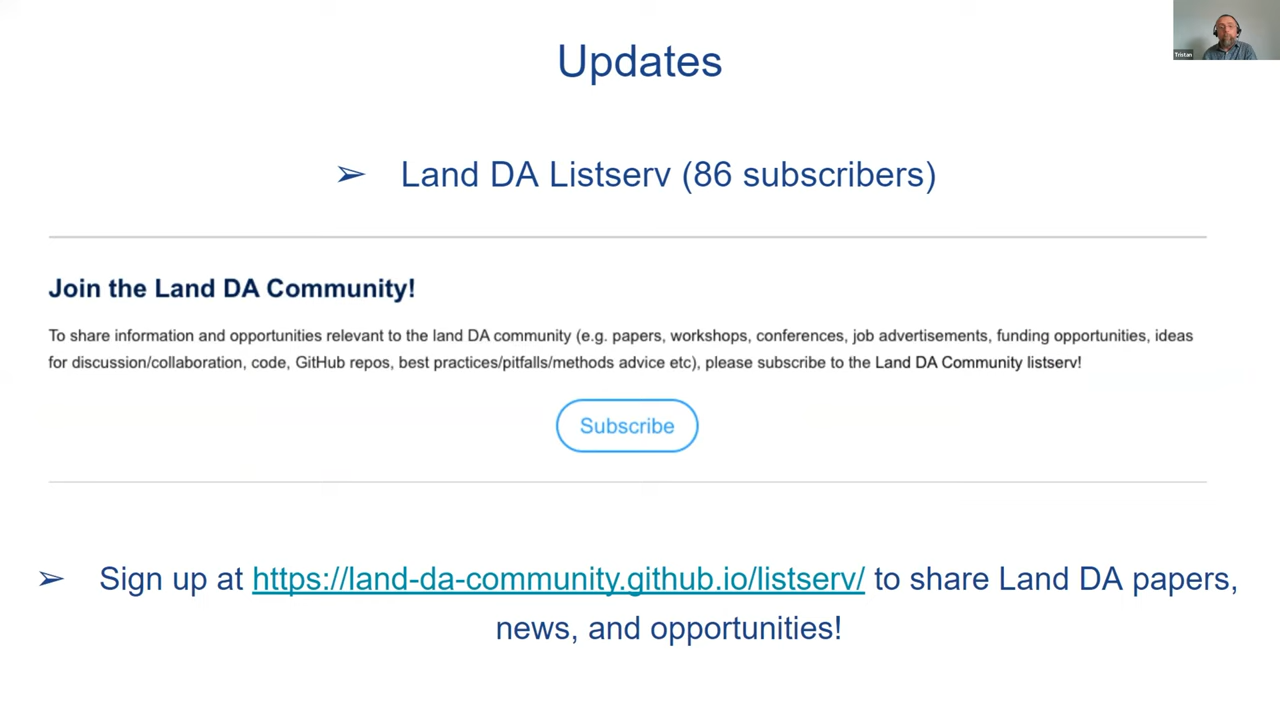 Updates
Tristan
➢ Land DA Listserv (86 subscribers)
Join the Land DA Community!
To share information and opportunities relevant to the land DA community (e.g. papers, workshops, conferences, job advertisements, funding opportunities, ideas
for discussion/collaboration, code, GitHub repos, best practices/pitfalls/methods advice etc), please subscribe to the Land DA Community listserv!
Subscribe
➢ Sign up at https://land-da-community.github.io/listserv/ to share Land DA papers,
news, and opportunities!